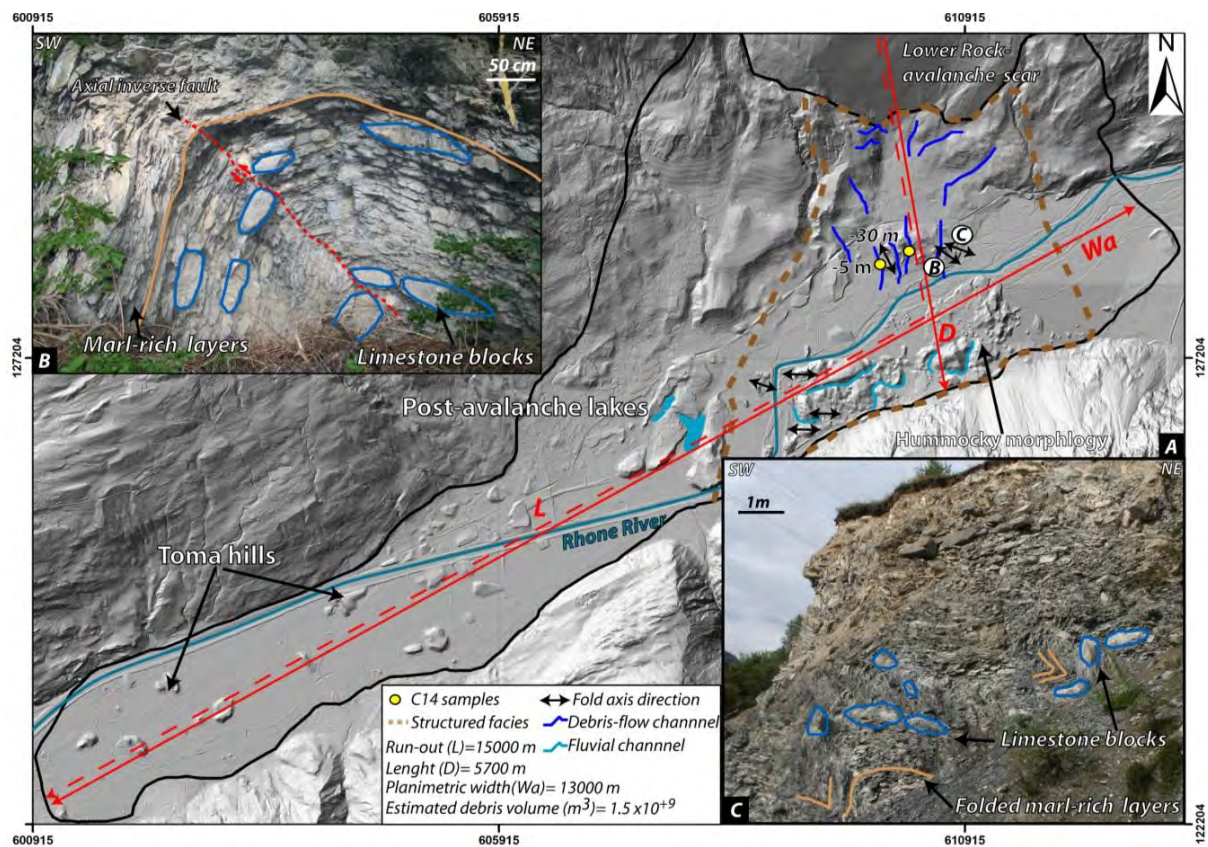 600915
605915
610915
SW
NE
50 cm
Axial inverse fault
Marl-rich layers
Limestone blocks
B
Lower Rock-
avalanche scar
N
-30 m
-5 m
C
B
Wa
D
127204
127204
Post-avalanche lakes
Hummocky morphlogy
A
L
Rhone River
Toma hills
SW
NE
1m
Limestone blocks
Folded marl-rich layers
C
C14 samples
Fold axis direction
Structured facies
Debris-flow channnel
Run-out (L)=15000 m
Fluvial channnel
Lenght (D)= 5700 m
Planimetric width(Wa)= 13000 m
Estimated debris volume (m3)= 1.5 x10+9
122204
600915
605915
610915